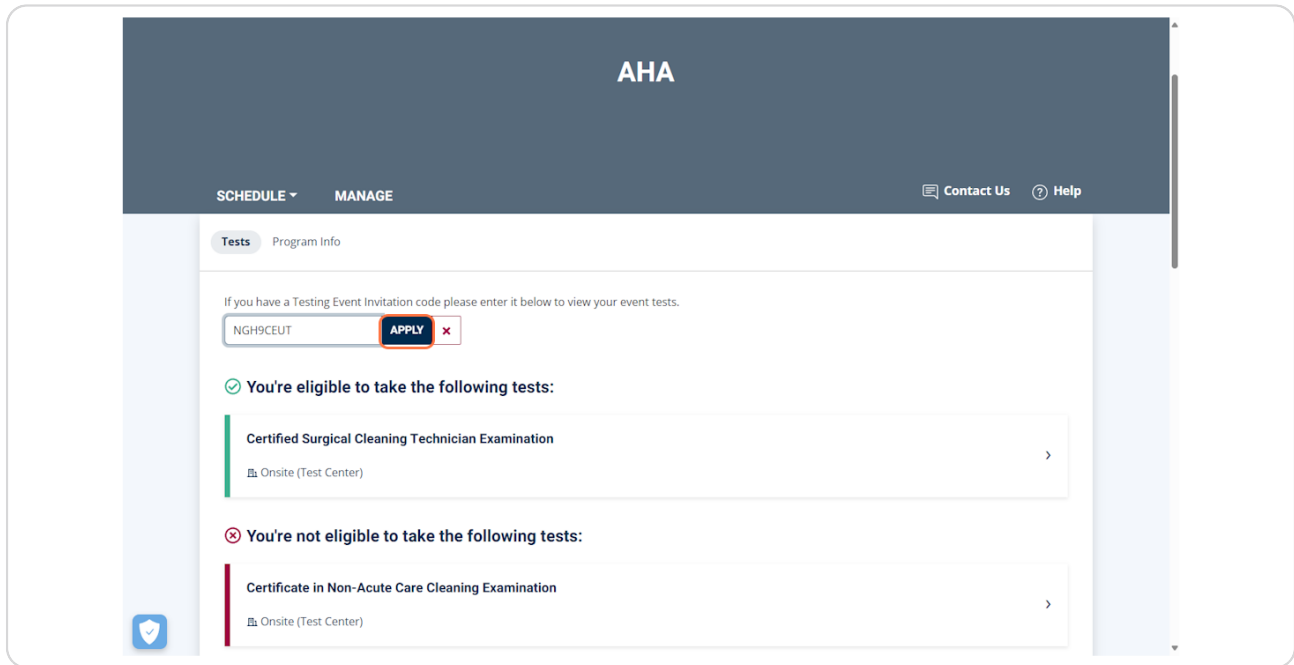 AHA
SCHEDULE MANAGE Contact Us Help
Tests Program Info
If you have a Testing Event Invitation code please enter it below to view your event tests.
NGH9CEUT APPLY
You're eligible to take the following tests:
Certified Surgical Cleaning Technician Examination
Onsite (Test Center)
You're not eligible to take the following tests:
Certificate in Non-Acute Care Cleaning Examination
Onsite (Test Center)